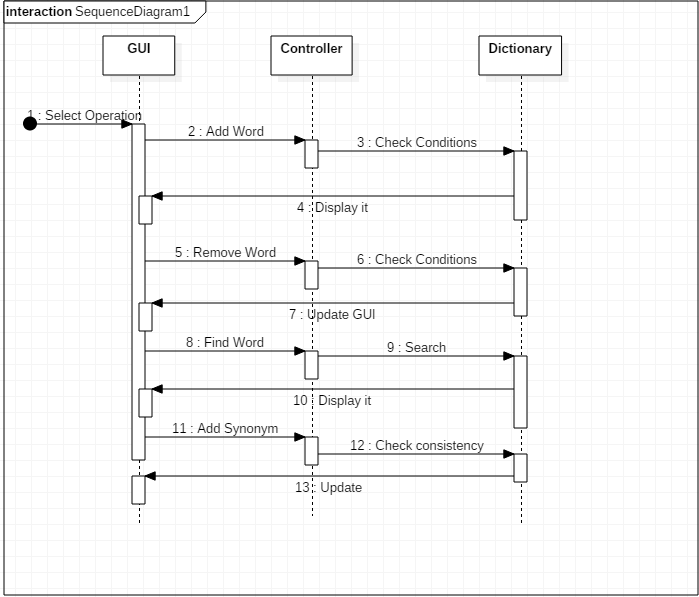 interaction SequenceDiagram1
GUI
Controller
Dictionary
1 : Select Operation
2 : Add Word
3 : Check Conditions
4 : Display it
5 : Remove Word
6 : Check Conditions
7 : Update GUI
8 : Find Word
9 : Search
10 : Display it
11 : Add Synonym
12 : Check consistency
13 : Update